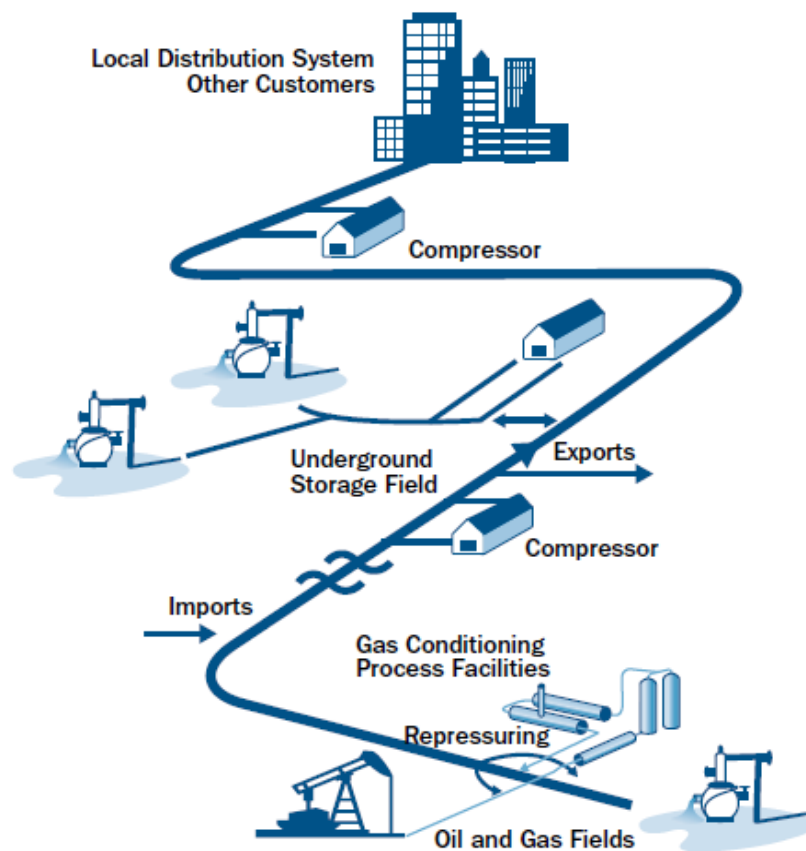 Local Distribution System
Other Customers
Compressor
Underground
Storage Field
Exports
Compressor
Imports
Gas Conditioning
Process Facilities
Repressuring
Oil and Gas Fields